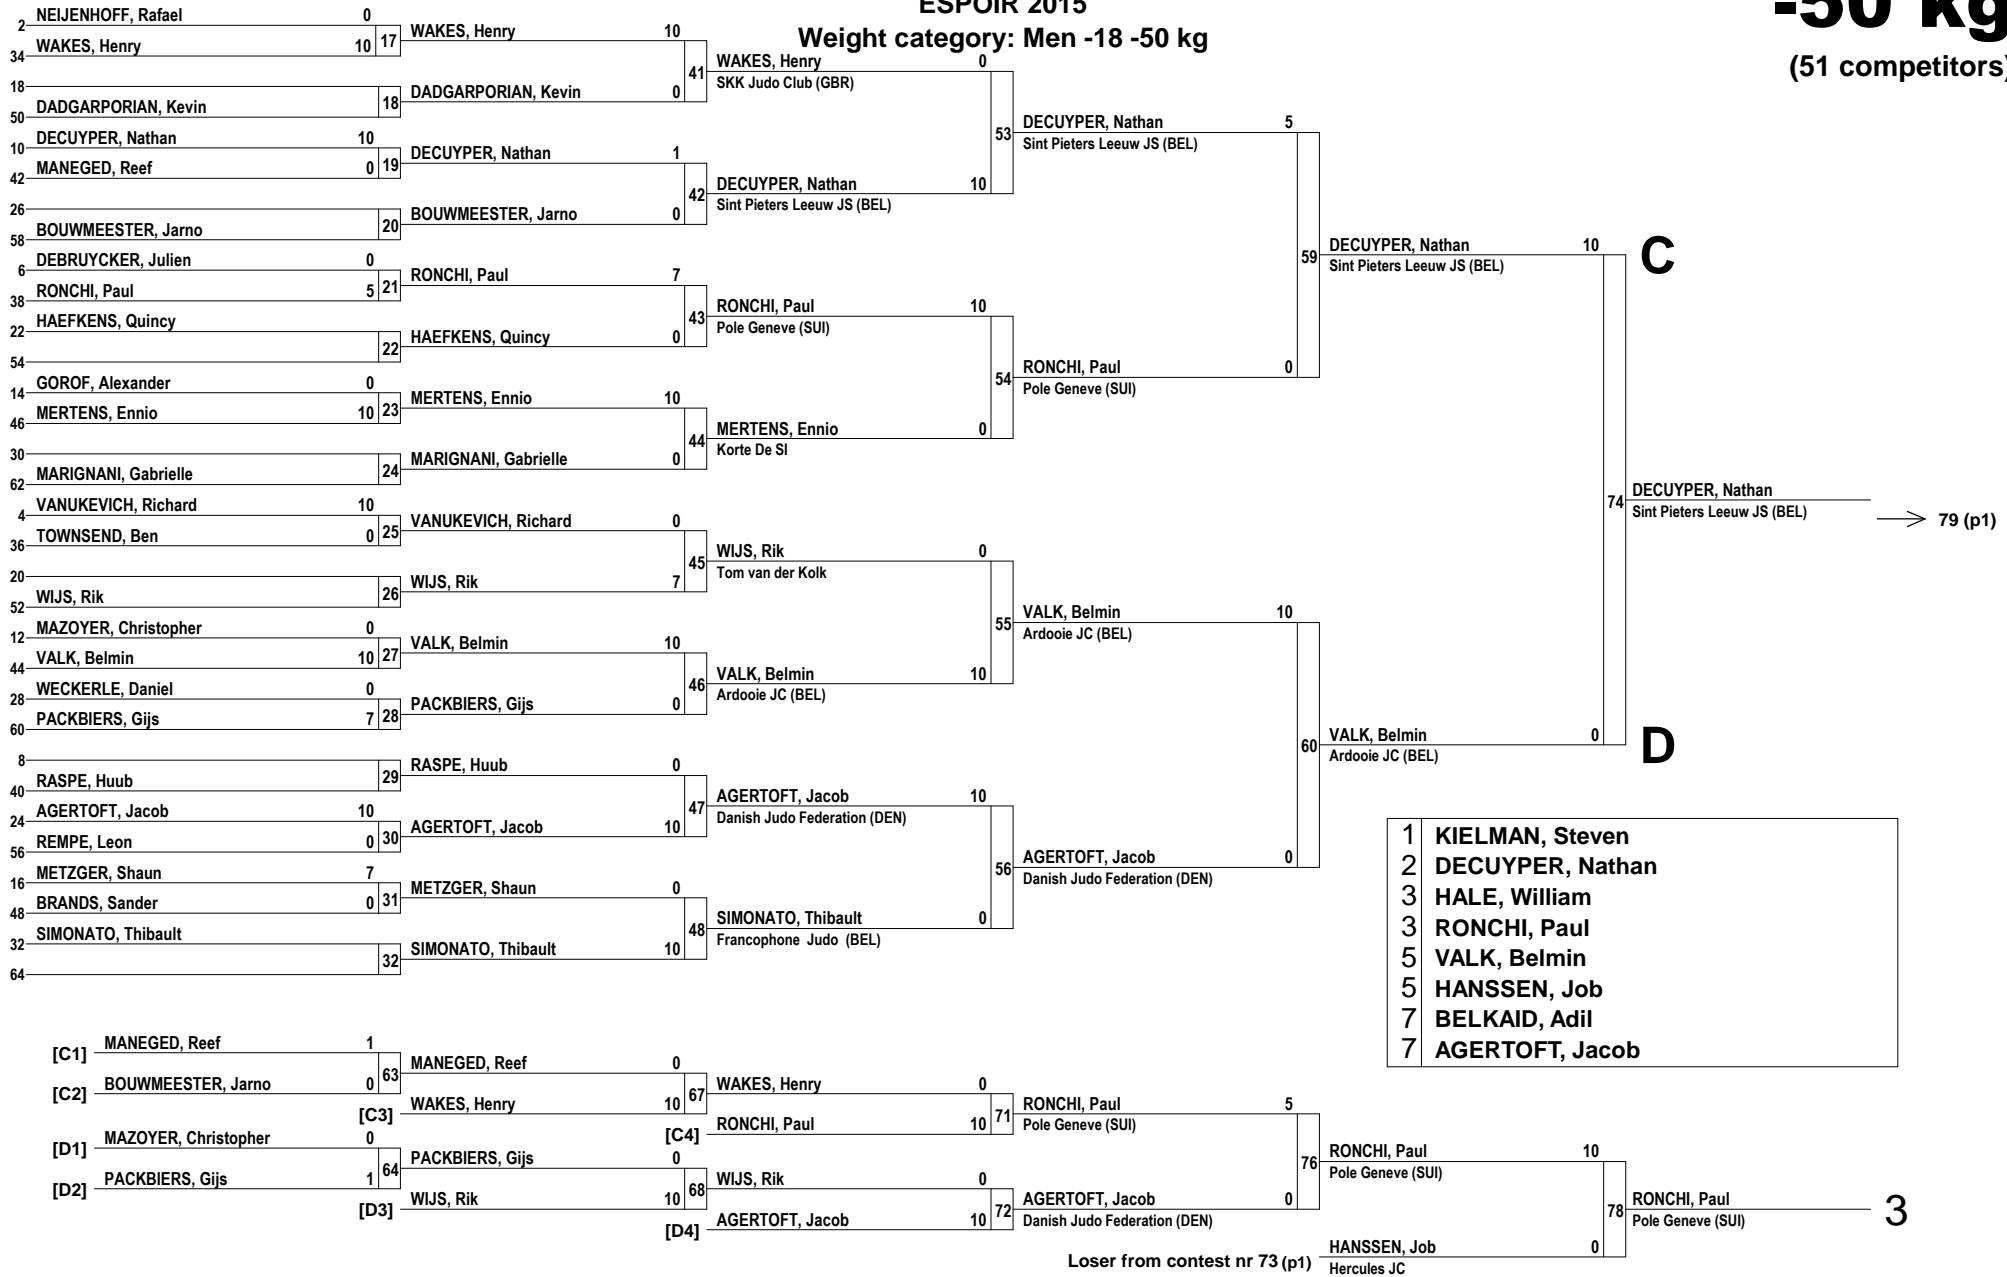 ESPOIR 2015
Weight category: Men -18 -50 kg
-50 kg
(51 competitors)
2 NEIJENHOFF, Rafael 0
34 WAKES, Henry 10
17
18
50 DADGARPORIAN, Kevin
18
10 DECUYPER, Nathan 10
42 MANEGED, Reef 0
19
26
58 BOUWMEESTER, Jarno
20
6 DEBRUYCKER, Julien 0
38 RONCHI, Paul 5
21
22 HAEFKENS, Quincy
54
22
14 GOROF, Alexander 0
46 MERTENS, Ennio 10
23
30
62 MARIGNANI, Gabrielle
24
4 VANUKEVICH, Richard 10
36 TOWNSEND, Ben 0
25
20
52 WIJS, Rik
26
12 MAZOYER, Christopher 0
44 VALK, Belmin 10
27
28 WECKERLE, Daniel 0
60 PACKBIERS, Gijs 7
28
8
40 RASPE, Huub
29
24 AGERTOFT, Jacob 10
56 REMPE, Leon 0
30
16 METZGER, Shaun 7
48 BRANDS, Sander 0
31
32 SIMONATO, Thibault
64
32
WAKES, Henry 10
DADGARPORIAN, Kevin 0
41
DECUYPER, Nathan 1
BOUWMEESTER, Jarno 0
42
RONCHI, Paul 7
HAEFKENS, Quincy 0
43
MERTENS, Ennio 10
MARIGNANI, Gabrielle 0
44
VANUKEVICH, Richard 0
WIJS, Rik 7
45
VALK, Belmin 10
PACKBIERS, Gijs 0
46
RASPE, Huub 0
AGERTOFT, Jacob 10
47
METZGER, Shaun 0
SIMONATO, Thibault 10
48
WAKES, Henry 0
SKK Judo Club (GBR)
DECUYPER, Nathan 10
Sint Pieters Leeuw JS (BEL)
53
RONCHI, Paul 10
Pole Geneve (SUI)
MERTENS, Ennio 0
Korte De Sl
54
WIJS, Rik 0
Tom van der Kolk
VALK, Belmin 10
Ardooie JC (BEL)
55
AGERTOFT, Jacob 10
Danish Judo Federation (DEN)
SIMONATO, Thibault 0
Francophone Judo (BEL)
56
DECUYPER, Nathan 5
Sint Pieters Leeuw JS (BEL)
RONCHI, Paul 0
Pole Geneve (SUI)
59
VALK, Belmin 10
Ardooie JC (BEL)
AGERTOFT, Jacob 0
Danish Judo Federation (DEN)
60
DECUYPER, Nathan 10
Sint Pieters Leeuw JS (BEL)
C
VALK, Belmin 0
Ardooie JC (BEL)
D
74
DECUYPER, Nathan
Sint Pieters Leeuw JS (BEL)
79 (p1)
1 KIELMAN, Steven
2 DECUYPER, Nathan
3 HALE, William
3 RONCHI, Paul
5 VALK, Belmin
5 HANSSEN, Job
7 BELKAID, Adil
7 AGERTOFT, Jacob
[C1] MANEGED, Reef 1
[C2] BOUWMEESTER, Jarno 0
63
[D1] MAZOYER, Christopher 0
[D2] PACKBIERS, Gijs 1
64
MANEGED, Reef 0
[C3] WAKES, Henry 10
67
PACKBIERS, Gijs 0
[D3] WIJS, Rik 10
68
WAKES, Henry 0
[C4] RONCHI, Paul 10
71
WIJS, Rik 0
[D4] AGERTOFT, Jacob 10
72
RONCHI, Paul 5
Pole Geneve (SUI)
AGERTOFT, Jacob 0
Danish Judo Federation (DEN)
76
RONCHI, Paul 10
Pole Geneve (SUI)
Loser from contest nr 73 (p1) HANSSEN, Job 0
Hercules JC
78
RONCHI, Paul
Pole Geneve (SUI)
3